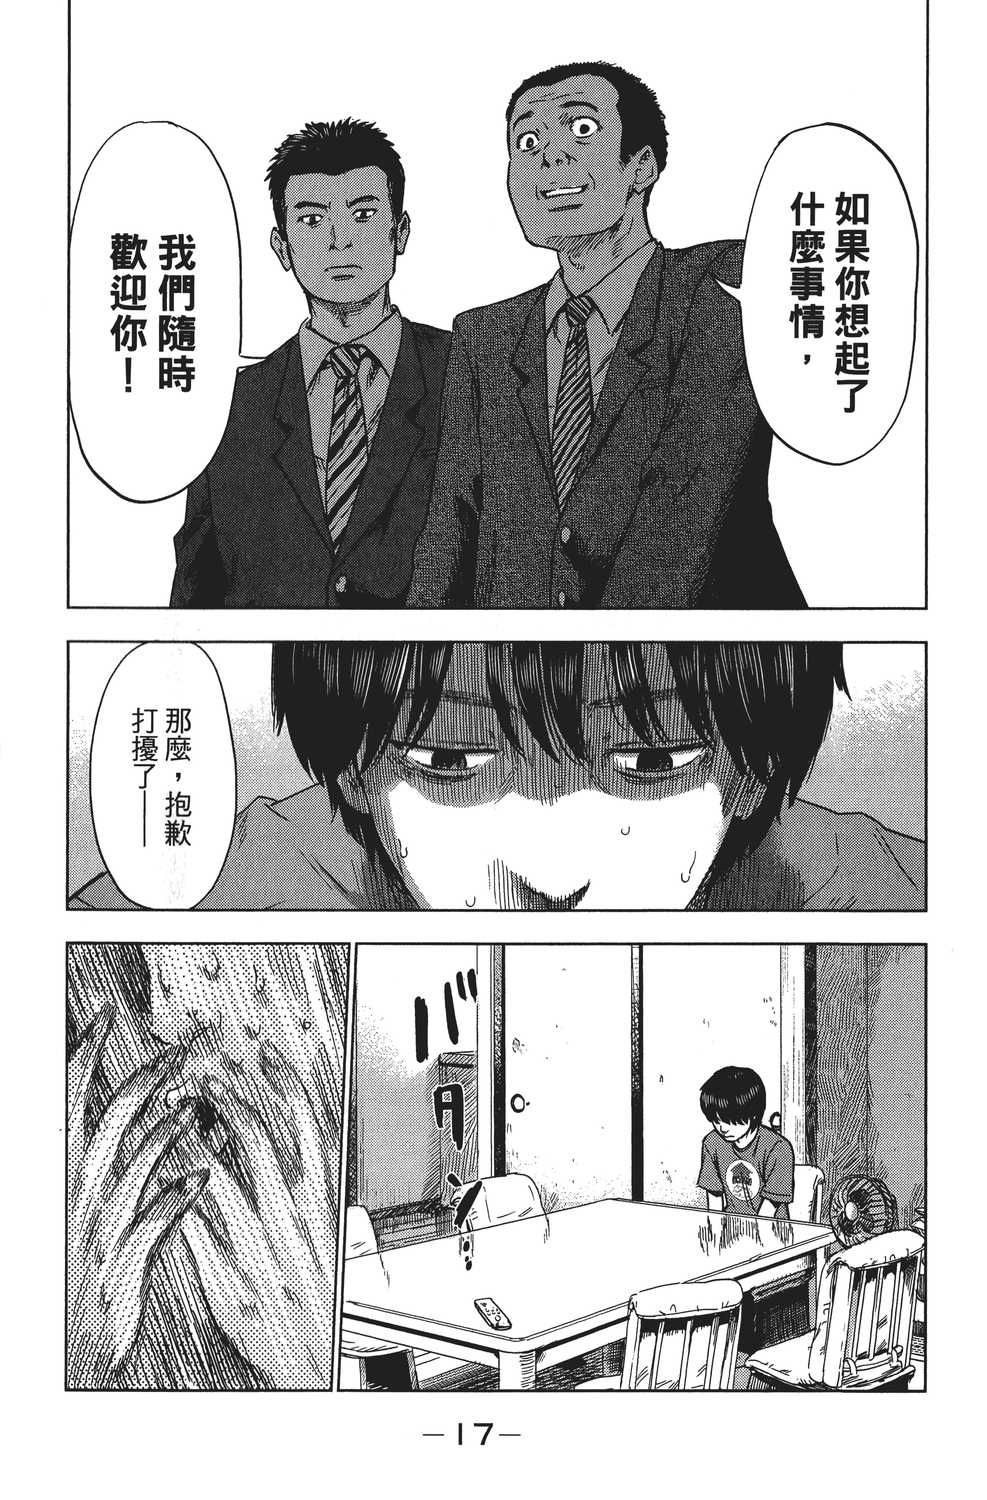 如果你想起了
什麼事情，
我們隨時
歡迎你！
那麼，抱歉
打擾了——
バタン…
—17—